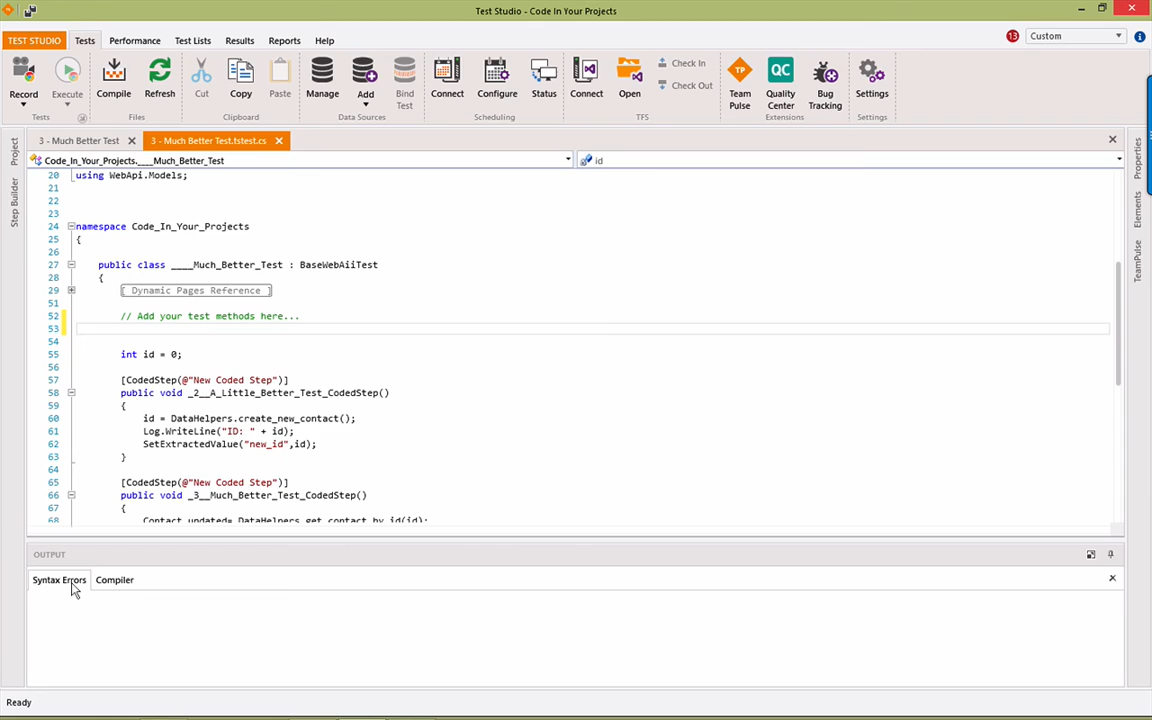 Test Studio - Code In Your Projects
TEST STUDIO Tests Performance Test Lists Results Reports Help 13 Custom
Record Execute Compile Refresh Cut Copy Paste Manage Add Bind Test Connect Configure Status Connect Open Check In Check Out Team Pulse Quality Center Bug Tracking Settings
TP QC
Tests Files Clipboard Data Sources Scheduling TFS Extensions Settings
3 - Much Better Test 3 - Much Better Test.tstest.cs
Code_In_Your_Projects.____Much_Better_Test id
Project
Step Builder
Properties
Elements
TeamPulse
20 using WebApi.Models;
21
22
23
24 namespace Code_In_Your_Projects
25 {
26
27 public class ____Much_Better_Test : BaseWebAiiTest
28 {
29 [ Dynamic Pages Reference ]
51
52 // Add your test methods here...
53
54
55 int id = 0;
56
57 [CodedStep(@"New Coded Step")]
58 public void _2__A_Little_Better_Test_CodedStep()
59 {
60 id = DataHelpers.create_new_contact();
61 Log.WriteLine("ID: " + id);
62 SetExtractedValue("new_id",id);
63 }
64
65 [CodedStep(@"New Coded Step")]
66 public void _3__Much_Better_Test_CodedStep()
67 {
68 Contact updated= DataHelpers.get_contact_by_id(id);
OUTPUT
Syntax Errors Compiler
Ready